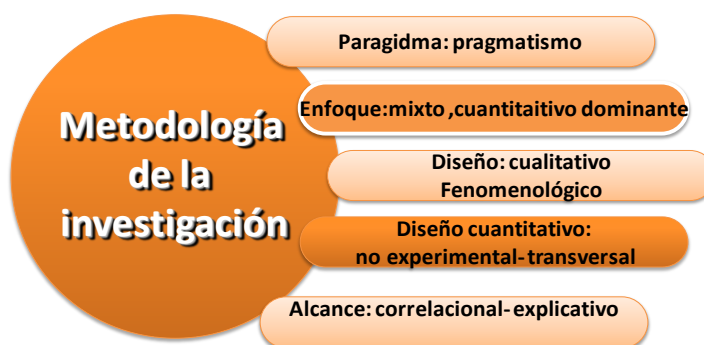 Metodología
de la
investigación
Paragidma: pragmatismo
Enfoque:mixto ,cuantitaitivo dominante
Diseño: cualitativo
Fenomenológico
Diseño cuantitativo:
no experimental-transversal
Alcance: correlacional-explicativo